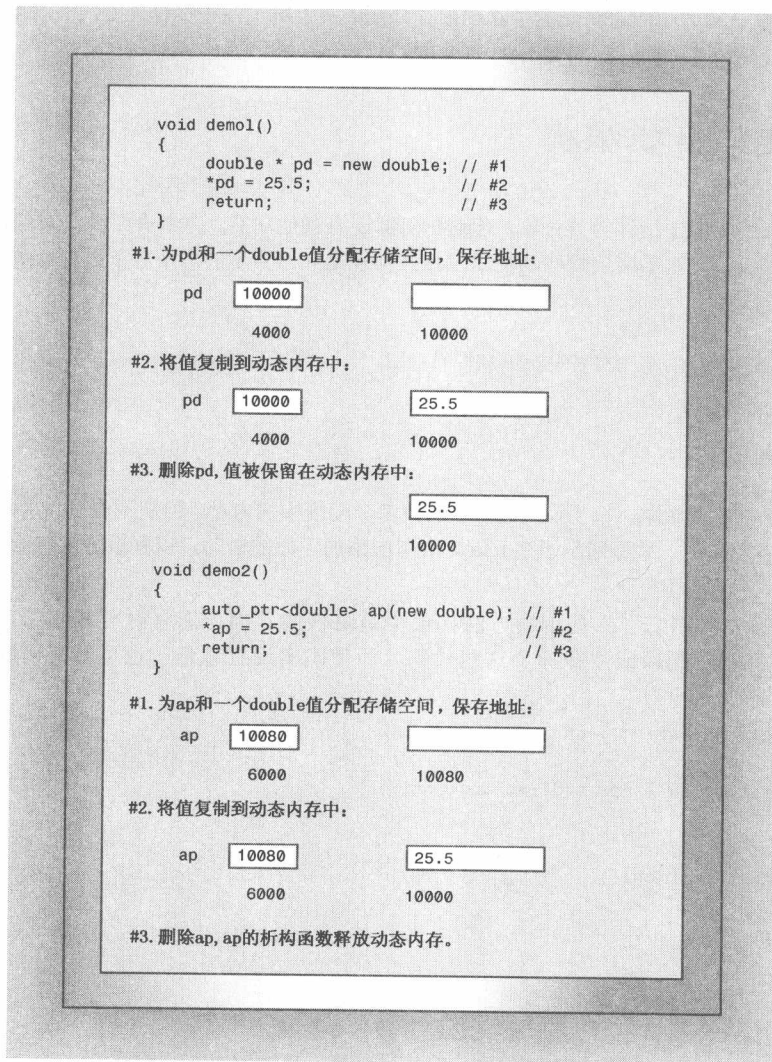 void demo1()
{
double * pd = new double; // #1
*pd = 25.5; // #2
return; // #3
}
#1. 为pd和一个double值分配存储空间，保存地址：
pd 10000
4000 10000
#2. 将值复制到动态内存中：
pd 10000 25.5
4000 10000
#3. 删除pd, 值被保留在动态内存中：
25.5
10000
void demo2()
{
auto_ptr<double> ap(new double); // #1
*ap = 25.5; // #2
return; // #3
}
#1. 为ap和一个double值分配存储空间，保存地址：
ap 10080
6000 10080
#2. 将值复制到动态内存中：
ap 10080 25.5
6000 10000
#3. 删除ap, ap的析构函数释放动态内存。